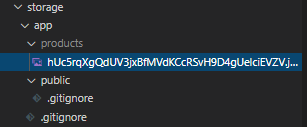 storage
app
products
hUc5rqXgQdUV3jxBfMVdKCcRSvH9D4gUelciEVZV.j...
public
.gitignore
.gitignore